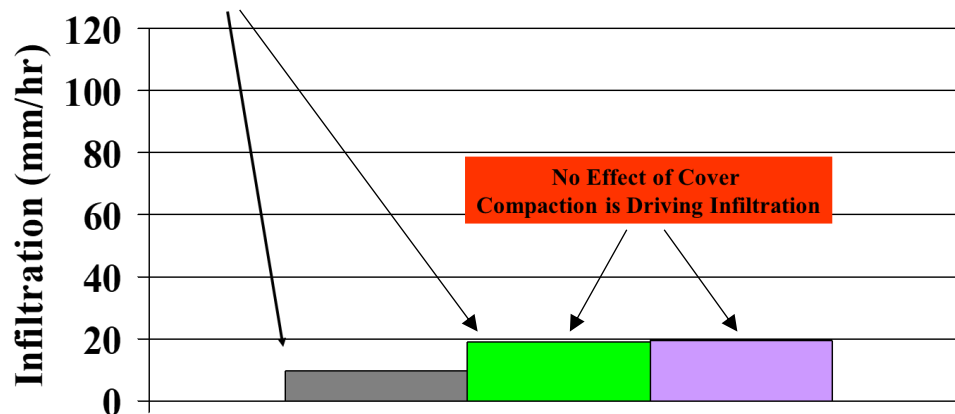 Infiltration (mm/hr)
120
100
80
60
40
20
0
No Effect of Cover
Compaction is Driving Infiltration